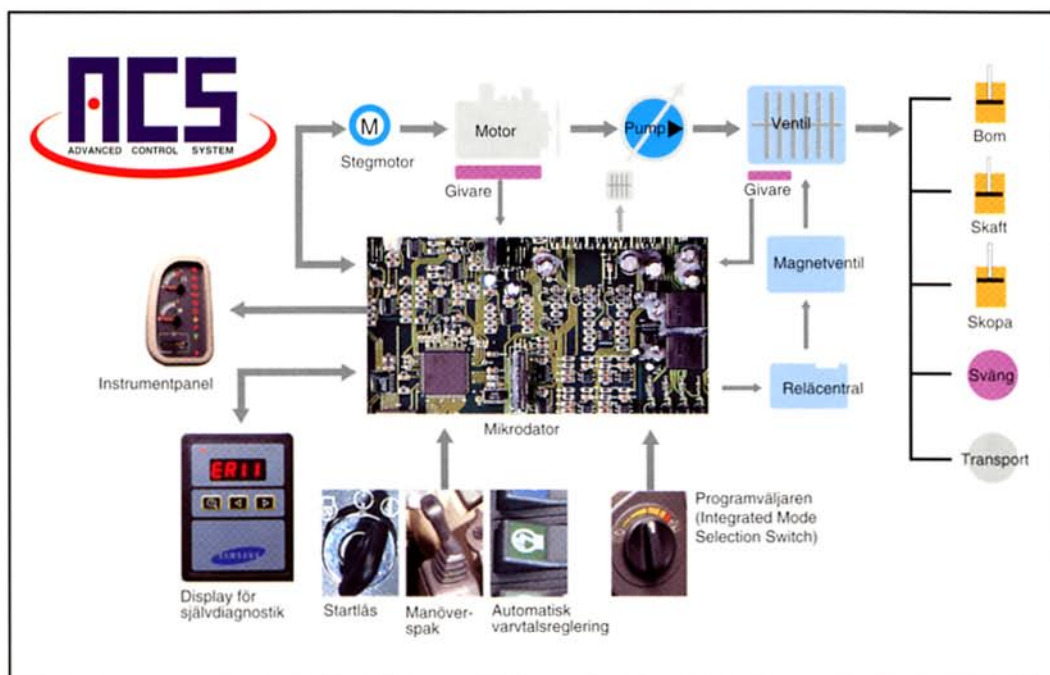 ACS
ADVANCED CONTROL SYSTEM
M
Stegmotor
Motor
Givare
Pump
Ventil
Givare
Magnetventil
Reläcentral
Bom
Skaft
Skopa
Sväng
Transport
Instrumentpanel
Mikrodator
ER11
SAMSUNG
Display för
självdiagnostik
Startlås
Manöver-
spak
Automatisk
varvtalsreglering
Programväljaren
(Integrated Mode
Selection Switch)